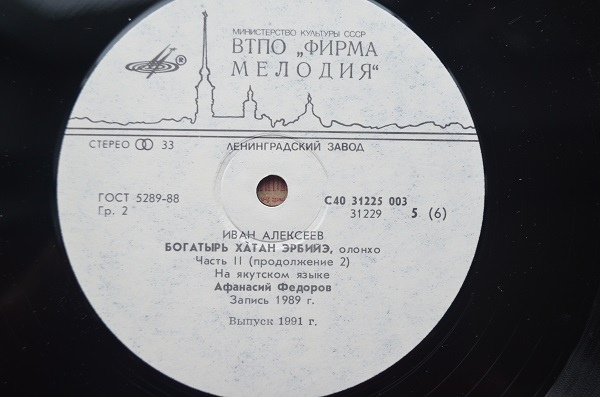 МИНИСТЕРСТВО КУЛЬТУРЫ СССР
ВТПО „ФИРМА
МЕЛОДИЯ“
®
СТЕРЕО 33
ЛЕНИНГРАДСКИЙ ЗАВОД
ГОСТ 5289-88
Гр. 2
С40 31225 003
31229 5 (6)
ИВАН АЛЕКСЕЕВ
БОГАТЫРЬ ХАТАН ЭРБИЙЭ, олонхо
Часть II (продолжение 2)
На якутском языке
Афанасий Федоров
Запись 1989 г.
Выпуск 1991 г.